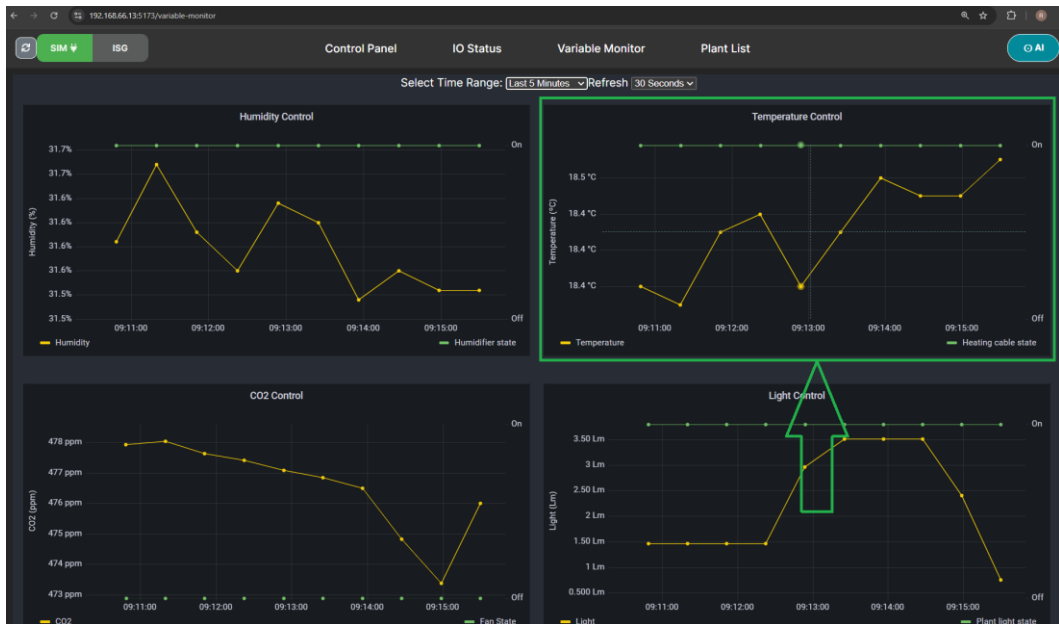 192.168.66.13:5173/variable-monitor
SIM
ISG
Control Panel
IO Status
Variable Monitor
Plant List
AI
Select Time Range: Last 5 Minutes Refresh 30 Seconds
Humidity Control
On
31.7%
31.7%
31.6%
31.6%
31.6%
31.6%
31.5%
31.5%
Off
Humidity (%)
09:11:00 09:12:00 09:13:00 09:14:00 09:15:00
Humidity
Humidifier state
Temperature Control
On
18.5 °C
18.4 °C
18.4 °C
18.4 °C
Off
Temperature (°C)
09:11:00 09:12:00 09:13:00 09:14:00 09:15:00
Temperature
Heating cable state
CO2 Control
On
478 ppm
477 ppm
476 ppm
475 ppm
474 ppm
473 ppm
Off
CO2 (ppm)
09:11:00 09:12:00 09:13:00 09:14:00 09:15:00
CO2
Fan State
Light Control
On
3.50 Lm
3 Lm
2.50 Lm
2 Lm
1.50 Lm
1 Lm
0.500 Lm
Off
Light (Lm)
09:11:00 09:12:00 09:13:00 09:14:00 09:15:00
Light
Plant light state